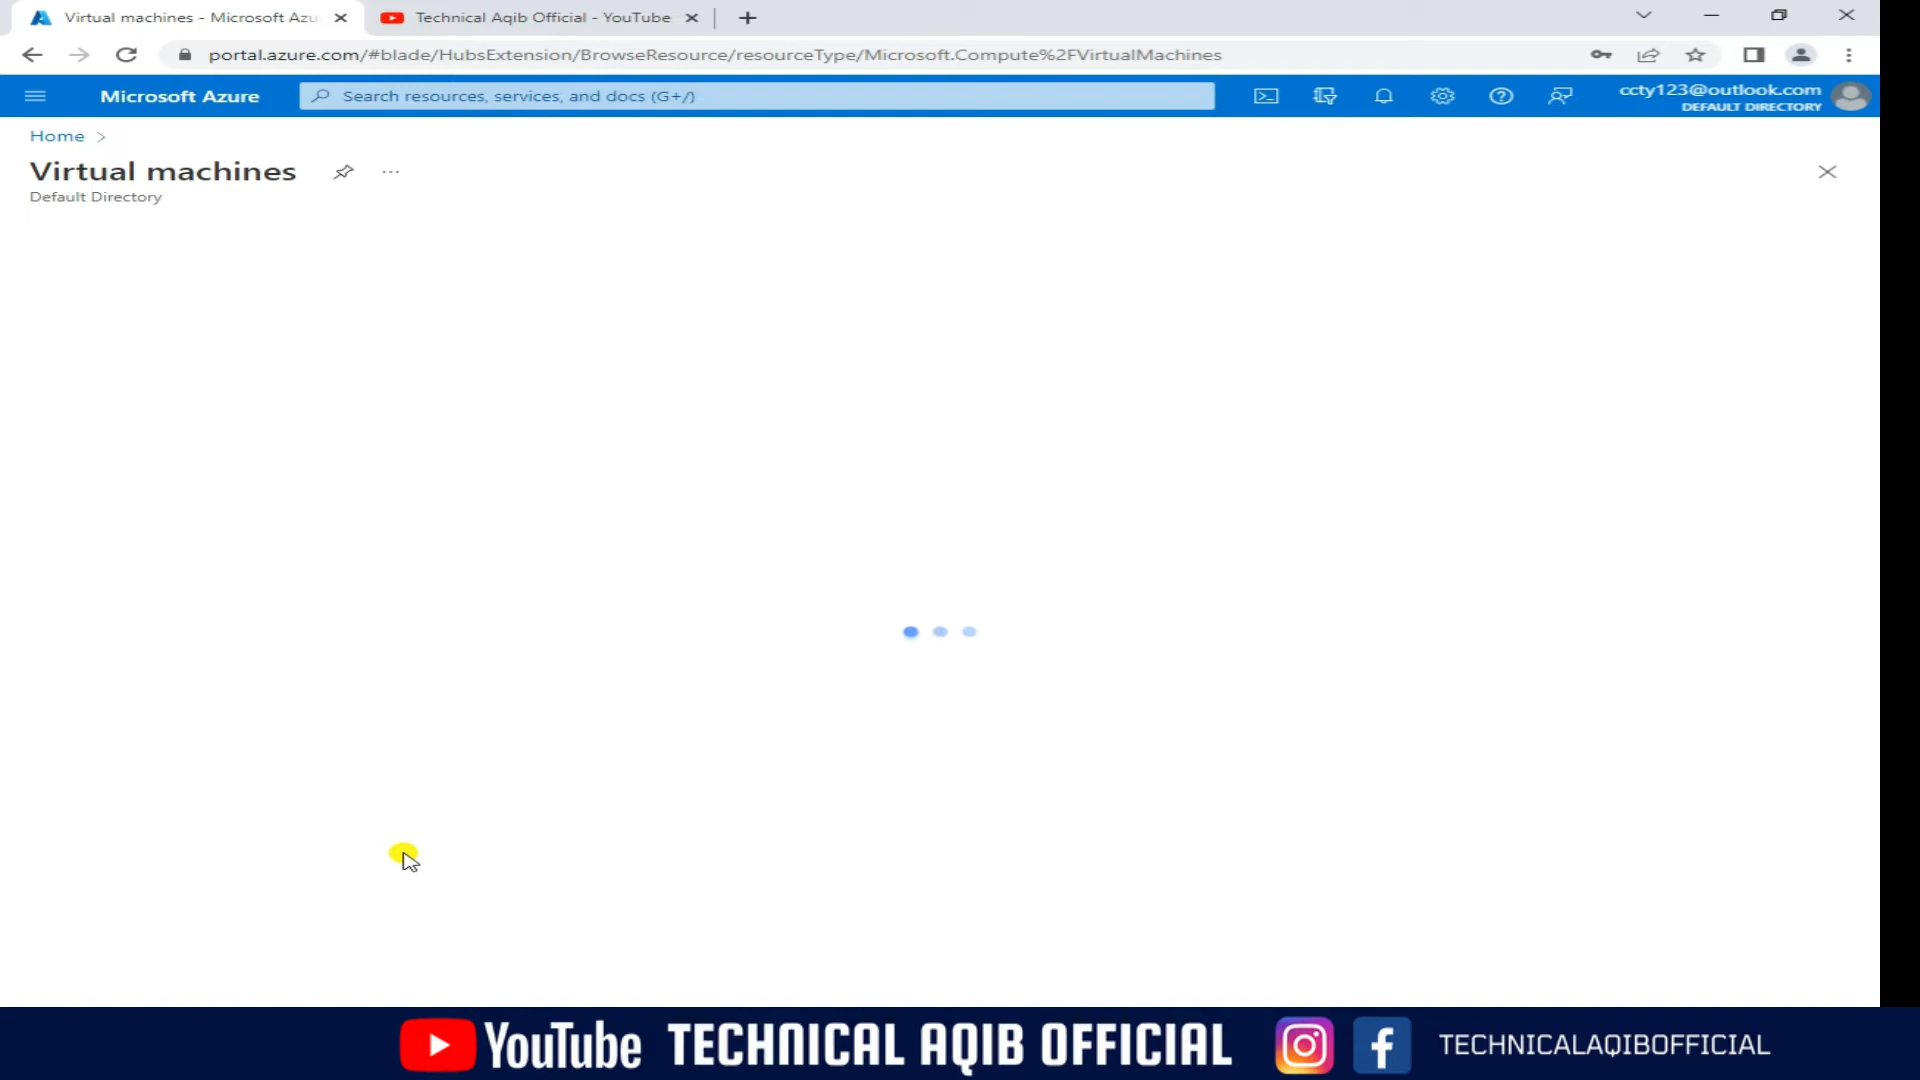 Virtual machines - Microsoft Azu
Technical Aqib Official - YouTube
portal.azure.com/#blade/HubsExtension/BrowseResource/resourceType/Microsoft.Compute%2FVirtualMachines
Microsoft Azure
Search resources, services, and docs (G+/)
ccty123@outlook.com
DEFAULT DIRECTORY
Home >
Virtual machines
Default Directory
YouTube TECHNICAL AQIB OFFICIAL TECHNICALAQIBOFFICIAL